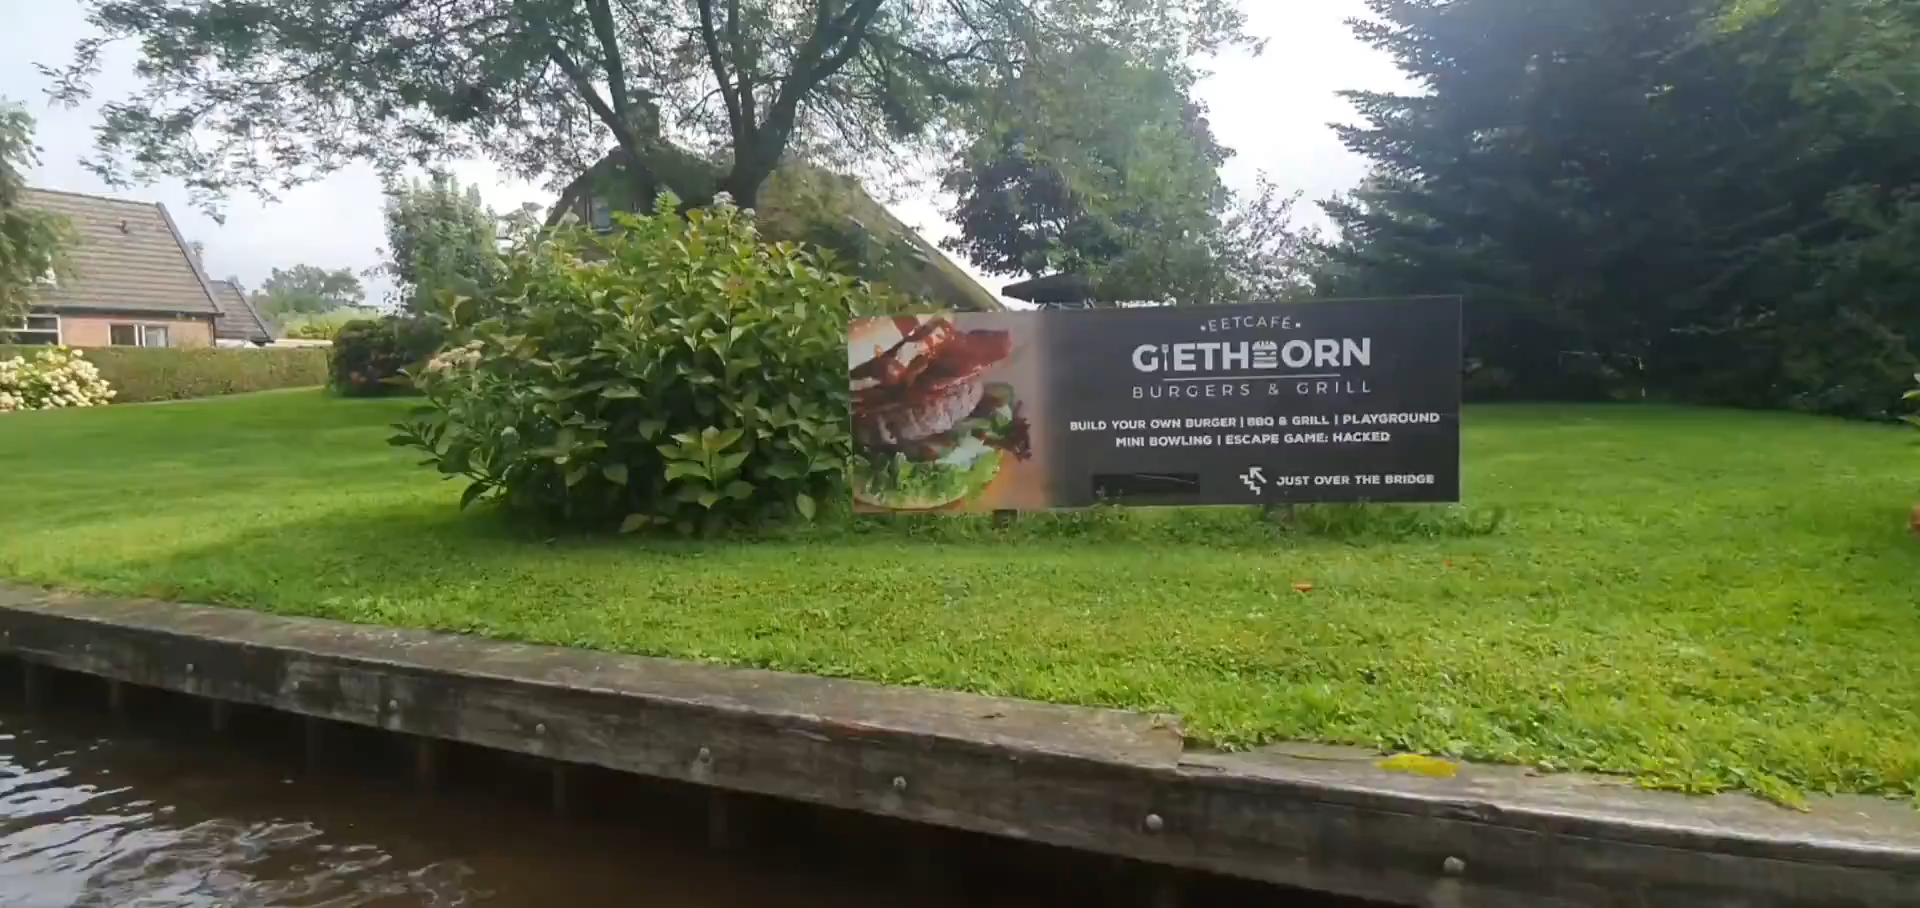 •EETCAFE•
GIETHOORN
BURGERS & GRILL
BUILD YOUR OWN BURGER | BBQ & GRILL | PLAYGROUND
MINI BOWLING | ESCAPE GAME: HACKED
JUST OVER THE BRIDGE